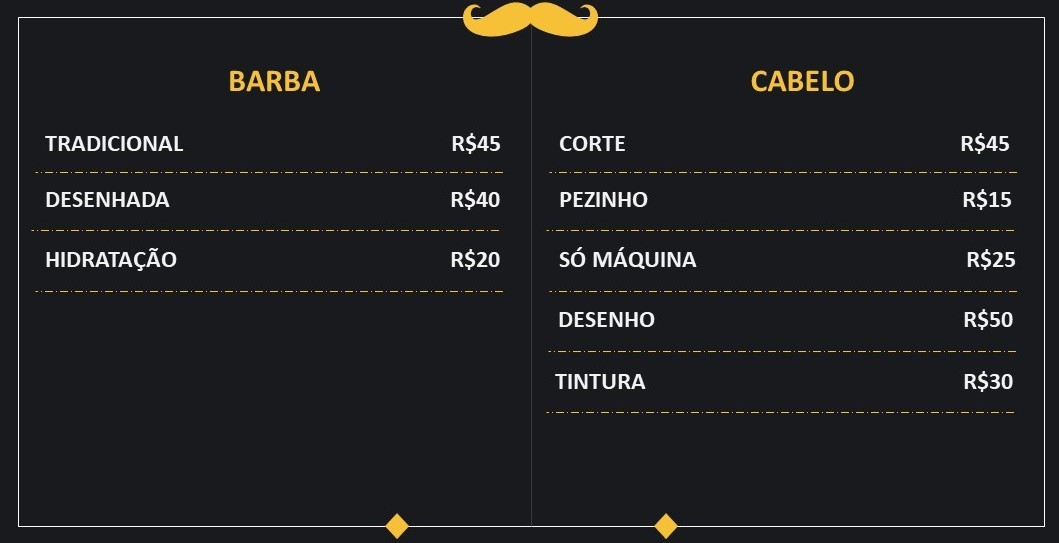 BARBA
TRADICIONAL R$45
DESENHADA R$40
HIDRATAÇÃO R$20
CABELO
CORTE R$45
PEZINHO R$15
SÓ MÁQUINA R$25
DESENHO R$50
TINTURA R$30